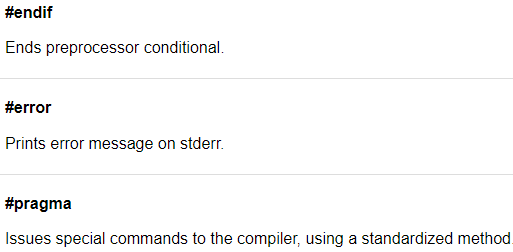 #endif
Ends preprocessor conditional.
#error
Prints error message on stderr.
#pragma
Issues special commands to the compiler, using a standardized method.